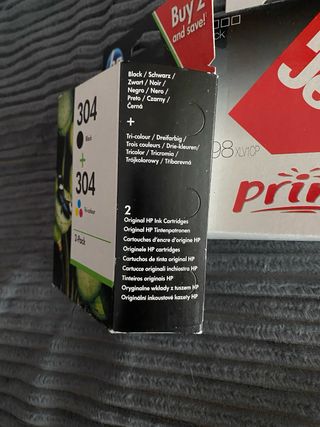 Buy 2
and save!
304
Black
+
304
Tri-colour
2-Pack
Black / Schwarz /
Zwart / Noir /
Negro / Nero /
Preto / Czarny /
Černá
+
Tri-colour / Dreifarbig /
Trois couleurs / Drie-kleuren/
Tricolor / Tricromia /
Trójkolorowy / Tříbarevná
2
Original HP Ink Cartridges
Original HP Tintenpatronen
Cartouches d'encre d'origine HP
Originele HP cartridges
Cartuchos de tinta original HP
Cartucce originali inchiostro HP
Tinteiros originais HP
Oryginalne wkłady z tuszem HP
Originální inkoustové kazety HP
98 XLV1CP